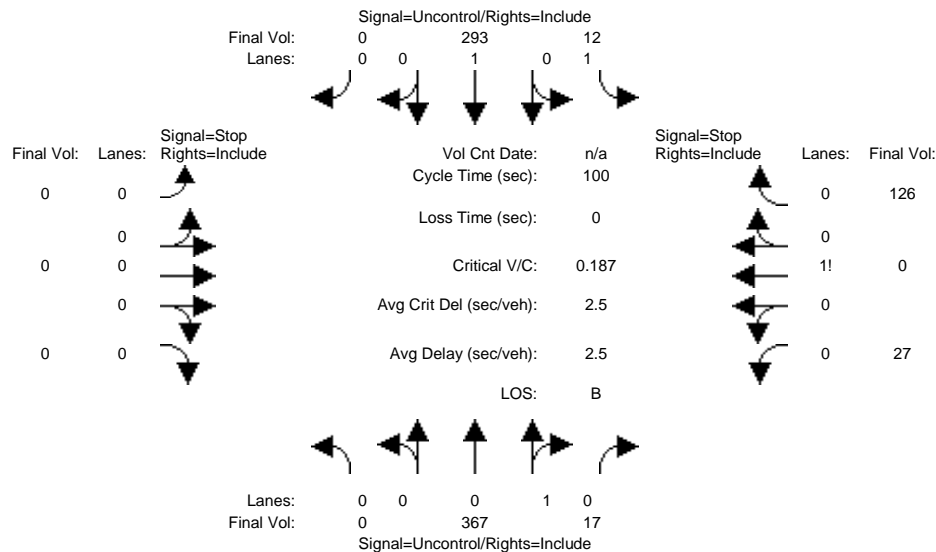 Signal=Uncontrol/Rights=Include
Final Vol: 0 293 12
Lanes: 0 0 1 0 1
Signal=Stop Signal=Stop
Final Vol: Lanes: Rights=Include Vol Cnt Date: n/a Rights=Include Lanes: Final Vol:
Cycle Time (sec): 100
0 0 0 126
Loss Time (sec): 0
0 0
0 0 Critical V/C: 0.187 1! 0
0 Avg Crit Del (sec/veh): 2.5 0
0 0 Avg Delay (sec/veh): 2.5 0 27
LOS: B
Lanes: 0 0 0 1 0
Final Vol: 0 367 17
Signal=Uncontrol/Rights=Include